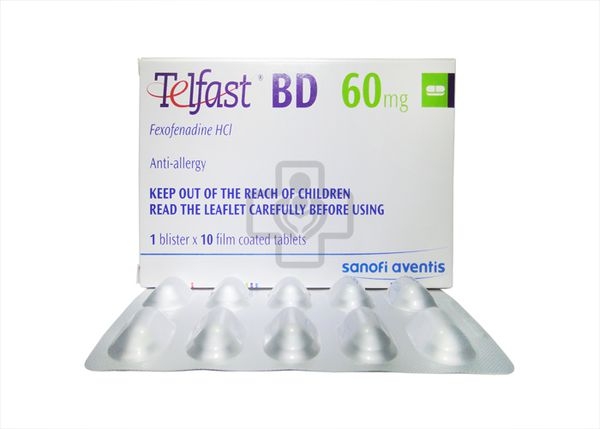 Telfast® BD 60mg
Fexofenadine HCl
Anti-allergy
KEEP OUT OF THE REACH OF CHILDREN
READ THE LEAFLET CAREFULLY BEFORE USING
1 blister x 10 film coated tablets
sanofi aventis